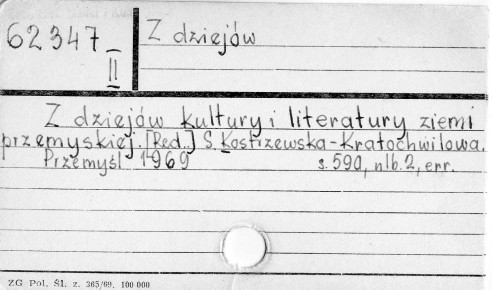 62347
II
Z dziejów
Z dziejów kultury i literatury ziemi
przemyskiej. [Red.] S. Kostrzewska-Kratochwilowa.
Przemyśl 1969 s. 590, nlb. 2, err.
ZG Pol. Śl. z. 365/69. 100 000